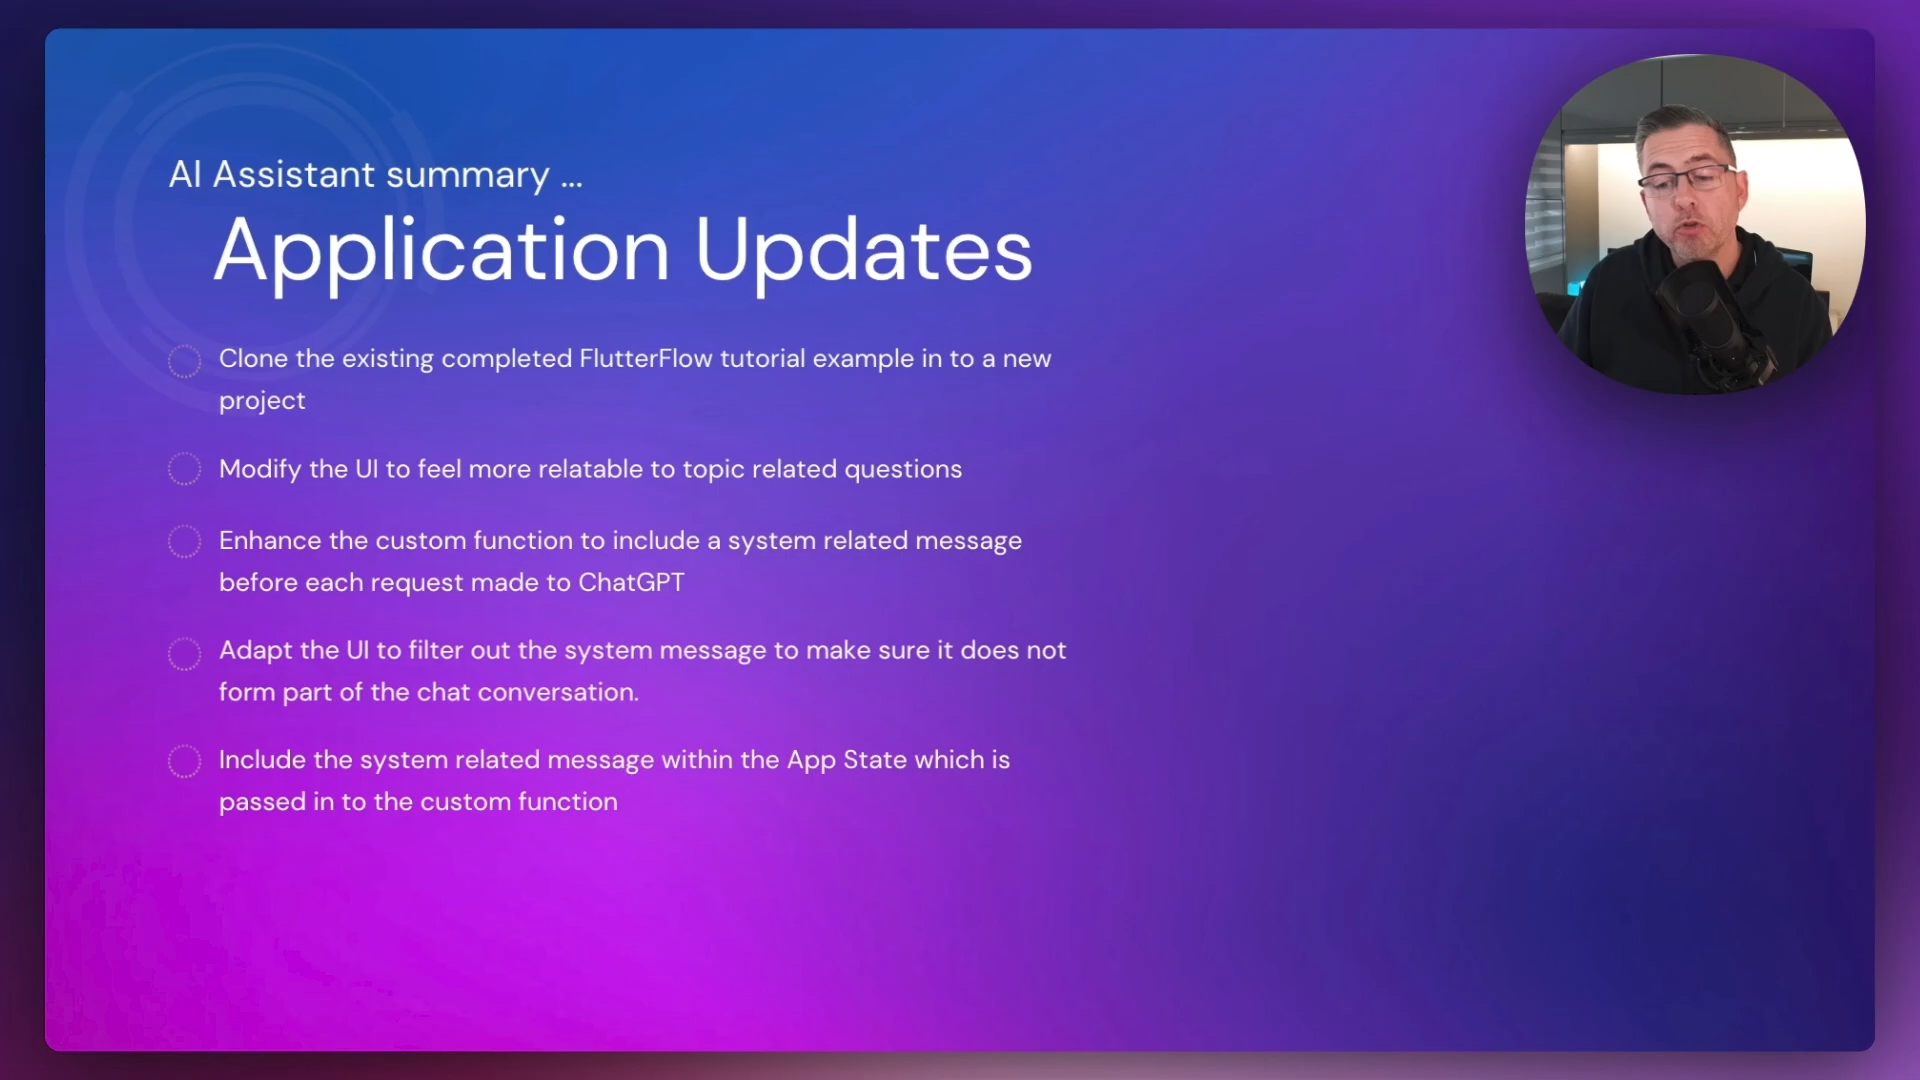 AI Assistant summary ...
Application Updates
Clone the existing completed FlutterFlow tutorial example in to a new
project
Modify the UI to feel more relatable to topic related questions
Enhance the custom function to include a system related message
before each request made to ChatGPT
Adapt the UI to filter out the system message to make sure it does not
form part of the chat conversation.
Include the system related message within the App State which is
passed in to the custom function